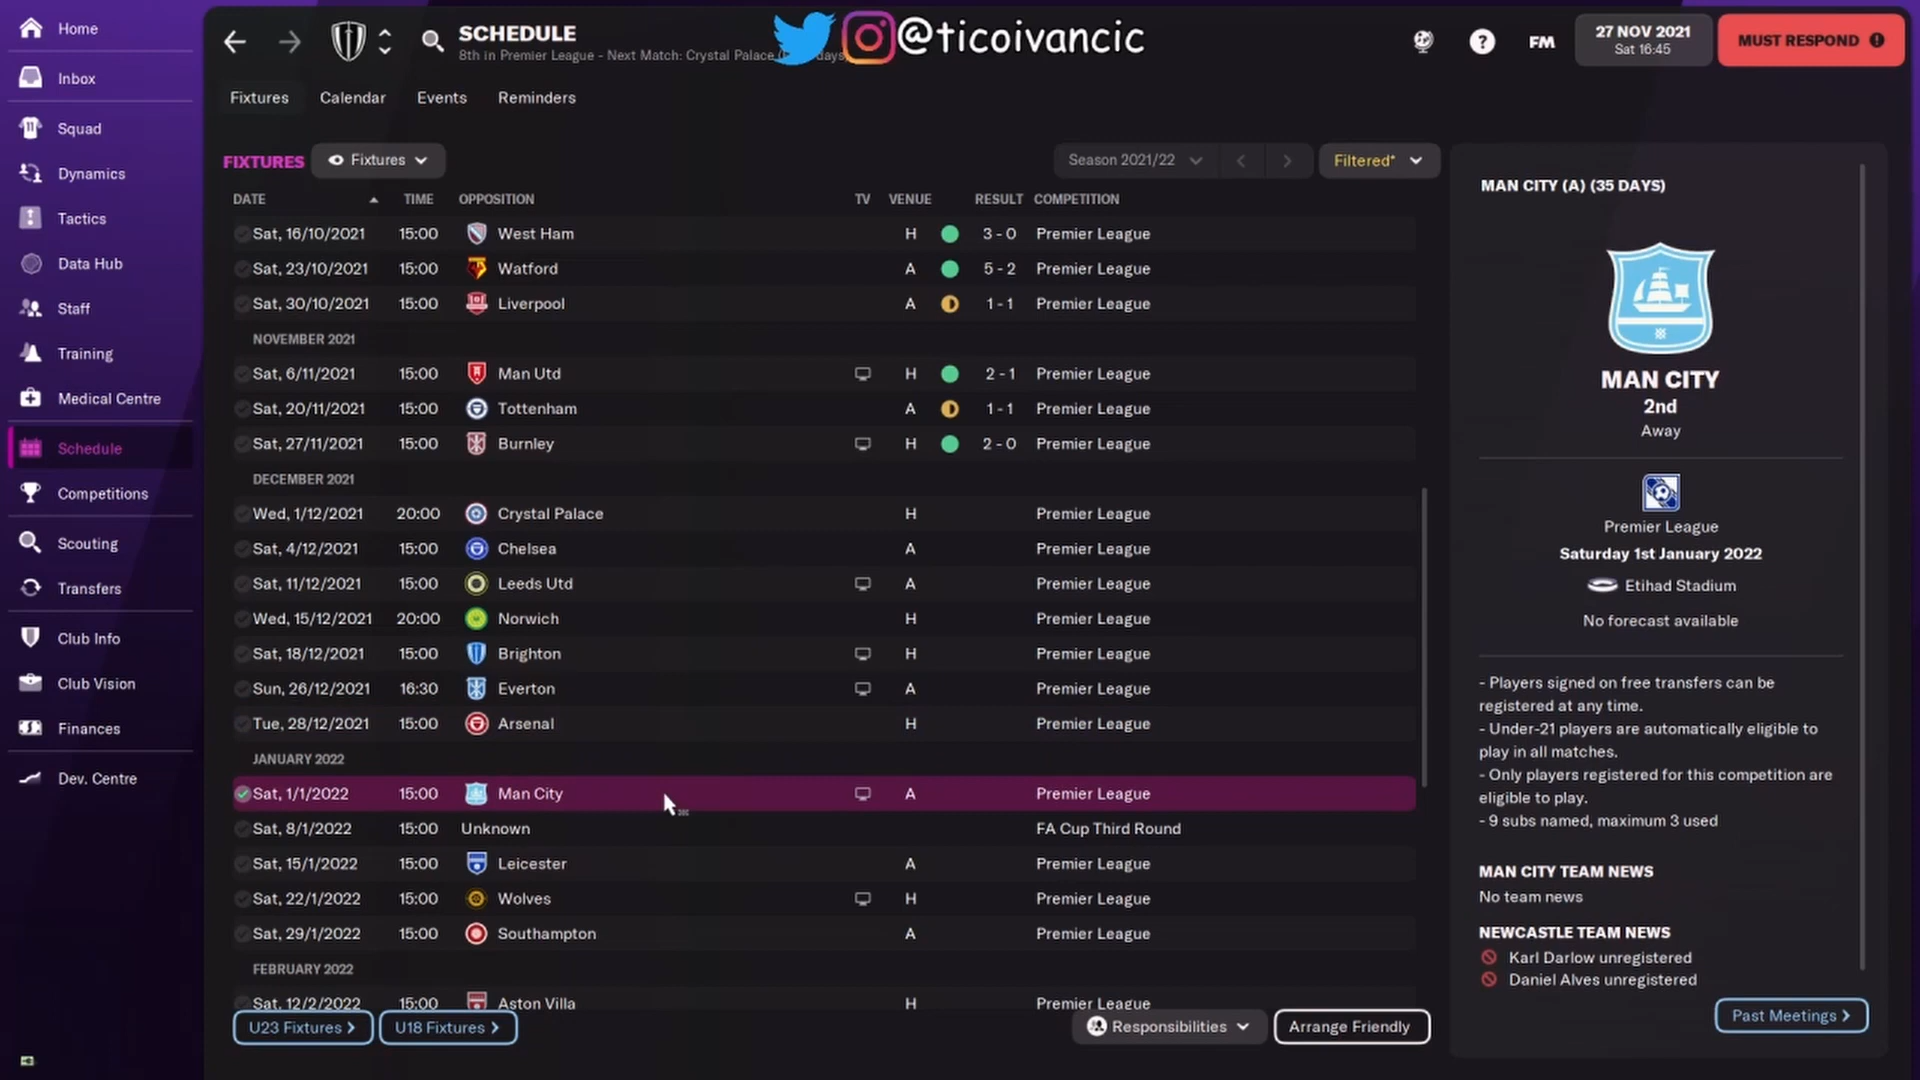 Home
Inbox
Squad
Dynamics
Tactics
Data Hub
Staff
Training
Medical Centre
Schedule
Competitions
Scouting
Transfers
Club Info
Club Vision
Finances
Dev. Centre
SCHEDULE
8th in Premier League - Next Match: Crystal Palace
@ticoivancic
FM
27 NOV 2021
Sat 16:45
MUST RESPOND
Fixtures Calendar Events Reminders
FIXTURES Fixtures Season 2021/22 Filtered*
DATE TIME OPPOSITION TV VENUE RESULT COMPETITION
Sat, 16/10/2021 15:00 West Ham H 3 - 0 Premier League
Sat, 23/10/2021 15:00 Watford A 5 - 2 Premier League
Sat, 30/10/2021 15:00 Liverpool A 1 - 1 Premier League
NOVEMBER 2021
Sat, 6/11/2021 15:00 Man Utd H 2 - 1 Premier League
Sat, 20/11/2021 15:00 Tottenham A 1 - 1 Premier League
Sat, 27/11/2021 15:00 Burnley H 2 - 0 Premier League
DECEMBER 2021
Wed, 1/12/2021 20:00 Crystal Palace H Premier League
Sat, 4/12/2021 15:00 Chelsea A Premier League
Sat, 11/12/2021 15:00 Leeds Utd A Premier League
Wed, 15/12/2021 20:00 Norwich H Premier League
Sat, 18/12/2021 15:00 Brighton H Premier League
Sun, 26/12/2021 16:30 Everton A Premier League
Tue, 28/12/2021 15:00 Arsenal H Premier League
JANUARY 2022
Sat, 1/1/2022 15:00 Man City A Premier League
Sat, 8/1/2022 15:00 Unknown FA Cup Third Round
Sat, 15/1/2022 15:00 Leicester A Premier League
Sat, 22/1/2022 15:00 Wolves H Premier League
Sat, 29/1/2022 15:00 Southampton A Premier League
FEBRUARY 2022
Sat, 12/2/2022 15:00 Aston Villa H Premier League
U23 Fixtures > U18 Fixtures > Responsibilities Arrange Friendly
MAN CITY (A) (35 DAYS)
MAN CITY
2nd
Away
Premier League
Saturday 1st January 2022
Etihad Stadium
No forecast available
- Players signed on free transfers can be
registered at any time.
- Under-21 players are automatically eligible to
play in all matches.
- Only players registered for this competition are
eligible to play.
- 9 subs named, maximum 3 used
MAN CITY TEAM NEWS
No team news
NEWCASTLE TEAM NEWS
Karl Darlow unregistered
Daniel Alves unregistered
Past Meetings >